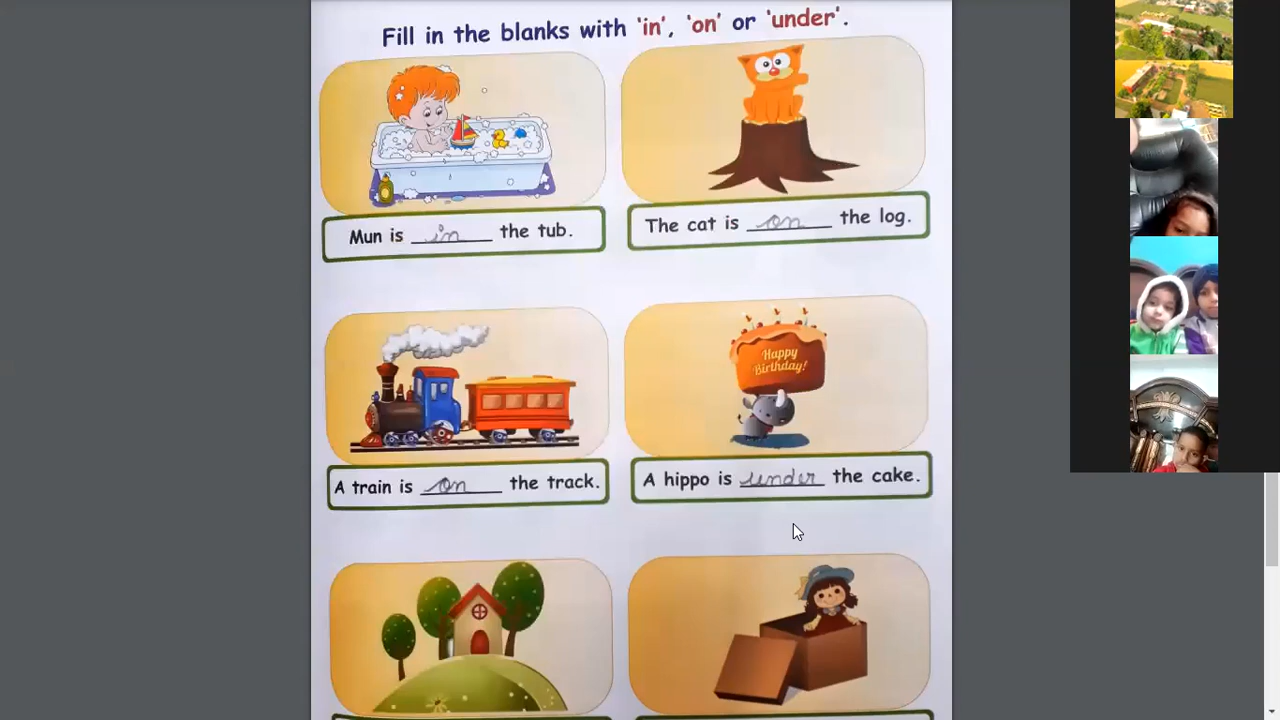 Fill in the blanks with 'in', 'on' or 'under'.
Mun is in the tub.
The cat is on the log.
Happy
Birthday!
A train is on the track.
A hippo is under the cake.